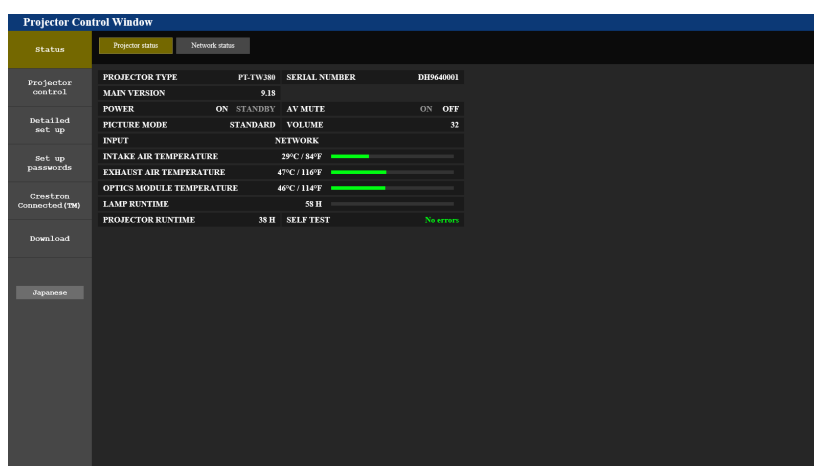 Projector Control Window
Status
Projector status
Network status
PROJECTOR TYPE PT-TW380 SERIAL NUMBER DH9640001
MAIN VERSION 9.18
POWER ON STANDBY AV MUTE ON OFF
PICTURE MODE STANDARD VOLUME 32
INPUT NETWORK
INTAKE AIR TEMPERATURE 29°C / 84°F
EXHAUST AIR TEMPERATURE 47°C / 116°F
OPTICS MODULE TEMPERATURE 46°C / 114°F
LAMP RUNTIME 58 H
PROJECTOR RUNTIME 38 H SELF TEST No errors
Projector
control
Detailed
set up
Set up
passwords
Crestron
Connected(TM)
Download
Japanese